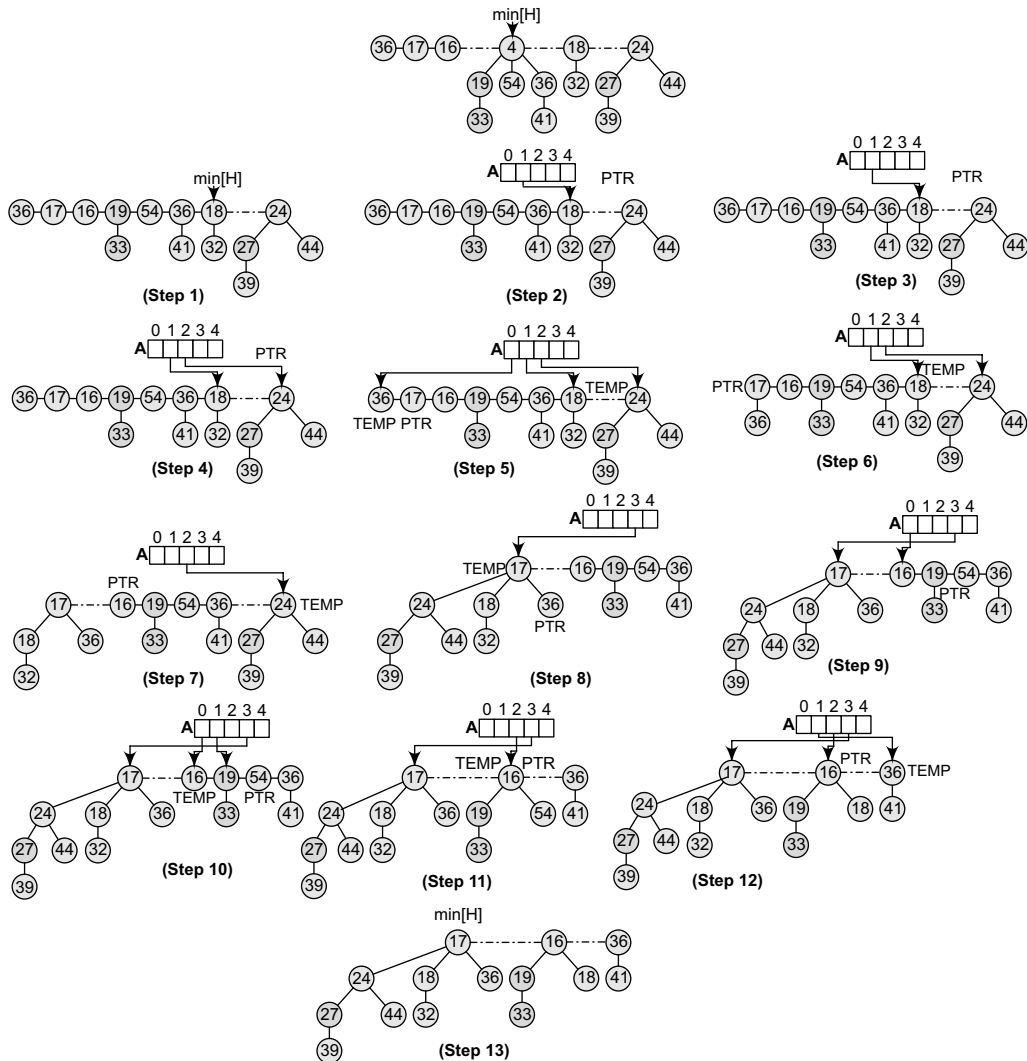 min[H]
36 17 16 4 18 24
19 54 36 32 27 44
33 41 39
0 1 2 3 4
A
min[H]
36 17 16 19 54 36 18 24
33 41 32 27 44
39
(Step 1)
0 1 2 3 4
A
PTR
36 17 16 19 54 36 18 24
33 41 32 27 44
39
(Step 2)
0 1 2 3 4
A
PTR
36 17 16 19 54 36 18 24
33 41 32 27 44
39
(Step 3)
0 1 2 3 4
A
PTR
36 17 16 19 54 36 18 24
33 41 32 27 44
39
(Step 4)
0 1 2 3 4
A
TEMP
36 17 16 19 54 36 18 24
TEMP PTR
33 41 32 27 44
39
(Step 5)
0 1 2 3 4
A
TEMP
PTR 17 16 19 54 36 18 24
36 33 41 32 27 44
39
(Step 6)
0 1 2 3 4
A
PTR
17 16 19 54 36 24 TEMP
18 36 33 41 27 44
32 39
(Step 7)
0 1 2 3 4
A
TEMP 17 16 19 54 36
24 18 36 33 41
PTR
27 44 32
39
(Step 8)
0 1 2 3 4
A
17 16 19 54 36
PTR
24 18 36 33 41
27 44 32
39
(Step 9)
0 1 2 3 4
A
17 16 19 54 36
TEMP PTR
24 18 36 33 41
27 44 32
39
(Step 10)
0 1 2 3 4
A
TEMP PTR
17 16 36
24 18 36 19 54 41
27 44 32 33
39
(Step 11)
0 1 2 3 4
A
PTR
17 16 36 TEMP
24 18 36 19 18 41
27 44 32 33
39
(Step 12)
min[H]
17 16 36
24 18 36 19 18 41
27 44 32 33
39
(Step 13)